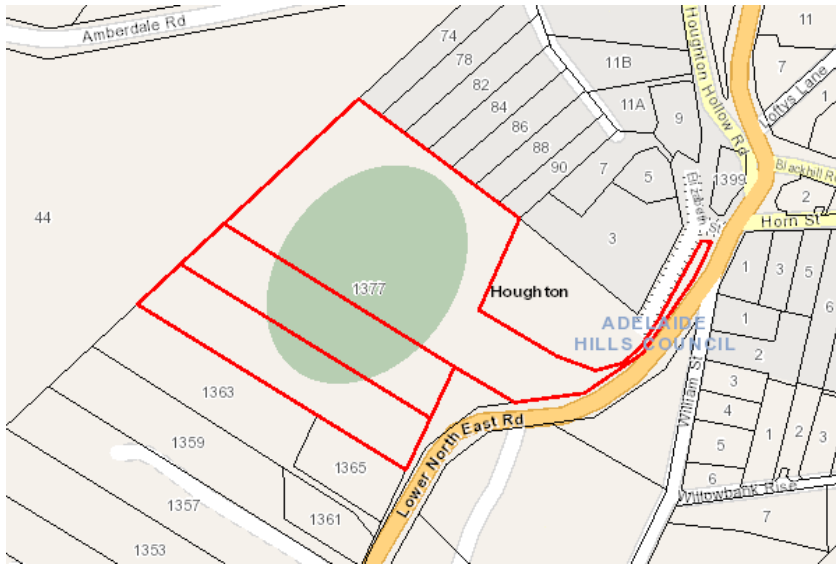 Amberdale Rd
74
78
82
84
86
88
90
11B
11A
9
7
5
3
Houghton Hollow Rd
11
7
1
Loftys Lane
Blackhill R
1399
2
Elizabeth St
Horn St
44
1377
Houghton
ADELAIDE
HILLS COUNCIL
1
3
5
6
1
2
William St
3
4
5
6
1
2
3
Willowbank Rise
7
Lower North East Rd
1363
1359
1365
1357
1361
1353